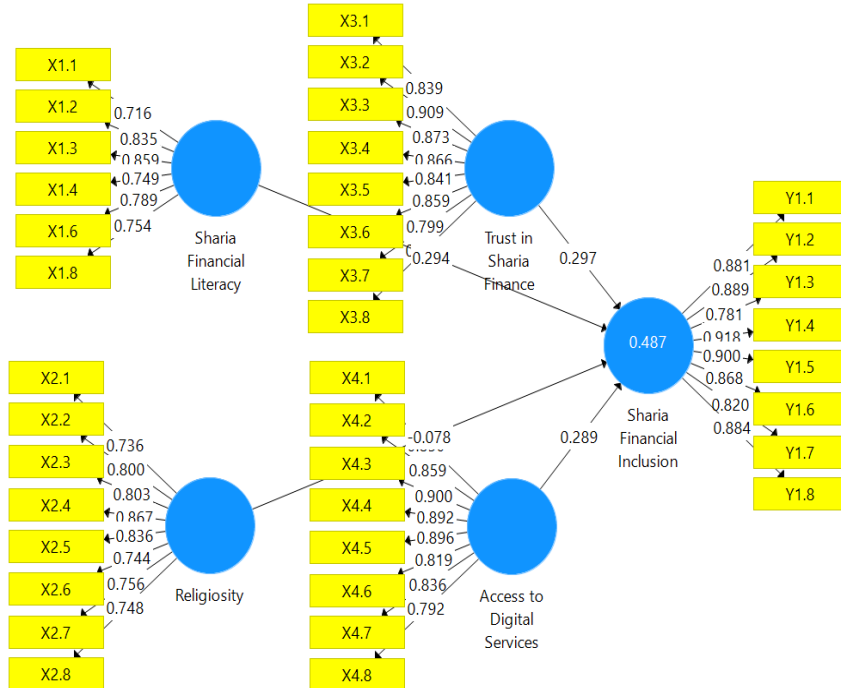 X1.1
X1.2
X1.3
X1.4
X1.6
X1.8
0.716
0.835
0.859
0.749
0.789
0.754
Sharia
Financial
Literacy
X3.1
X3.2
X3.3
X3.4
X3.5
X3.6
X3.7
X3.8
0.839
0.909
0.873
0.866
0.841
0.859
0.799
0.294
Trust in
Sharia
Finance
0.297
X2.1
X2.2
X2.3
X2.4
X2.5
X2.6
X2.7
X2.8
0.736
0.800
0.803
0.867
0.836
0.744
0.756
0.748
Religiosity
X4.1
X4.2
X4.3
X4.4
X4.5
X4.6
X4.7
X4.8
-0.078
0.859
0.900
0.892
0.896
0.819
0.836
0.792
Access to
Digital
Services
0.289
0.487
Sharia
Financial
Inclusion
0.881
0.889
0.781
0.918
0.900
0.868
0.820
0.884
Y1.1
Y1.2
Y1.3
Y1.4
Y1.5
Y1.6
Y1.7
Y1.8